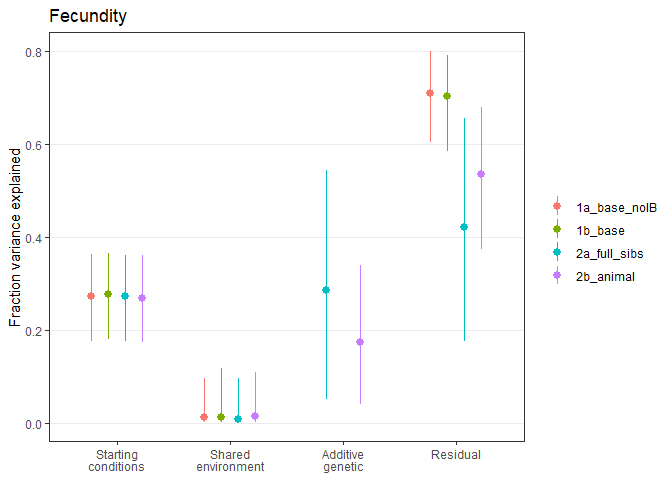 Fecundity
Fraction variance explained
0.8
0.6
0.4
0.2
0.0
Starting
conditions
Shared
environment
Additive
genetic
Residual
1a_base_noIB
1b_base
2a_full_sibs
2b_animal